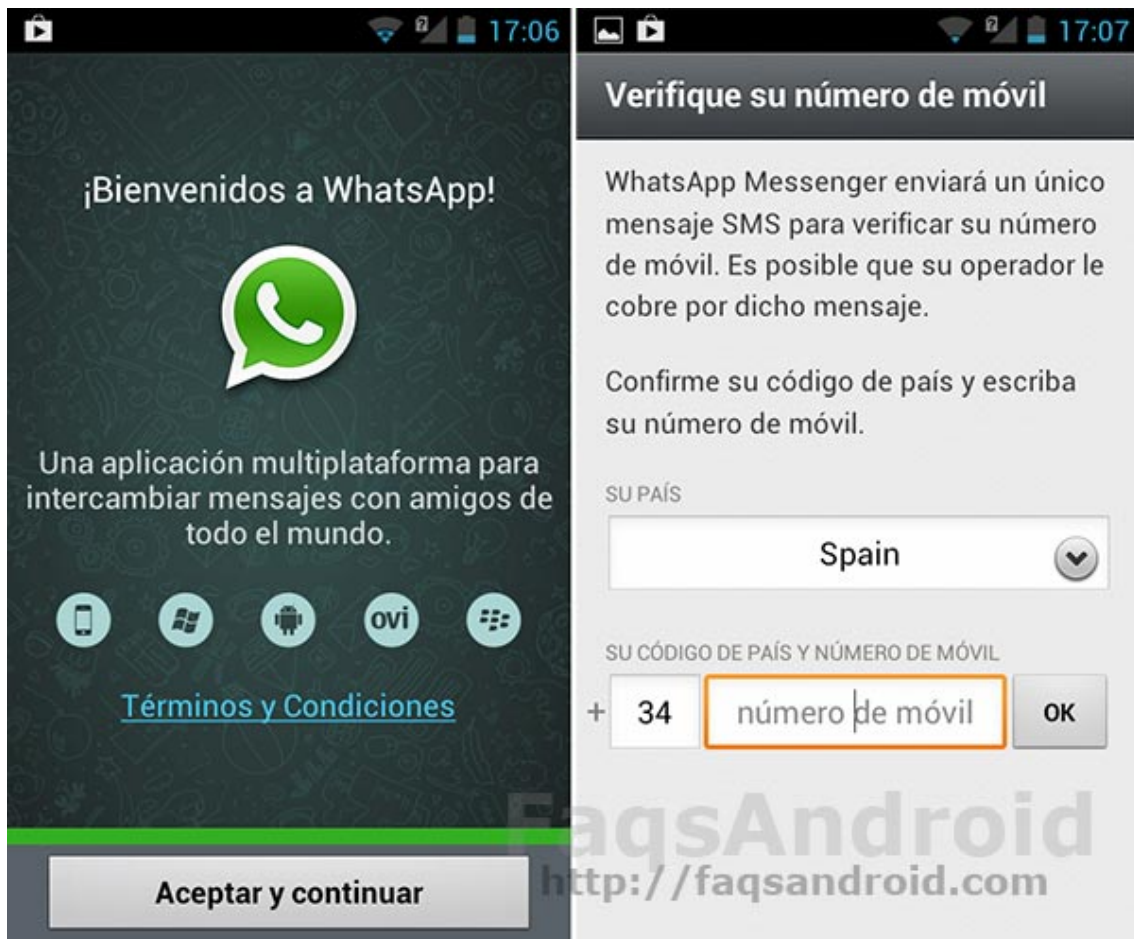 17:06
¡Bienvenidos a WhatsApp!
Una aplicación multiplataforma para
intercambiar mensajes con amigos de
todo el mundo.
ovi
Términos y Condiciones
Aceptar y continuar
17:07
Verifique su número de móvil
WhatsApp Messenger enviará un único
mensaje SMS para verificar su número
de móvil. Es posible que su operador le
cobre por dicho mensaje.
Confirme su código de país y escriba
su número de móvil.
SU PAÍS
Spain
SU CÓDIGO DE PAÍS Y NÚMERO DE MÓVIL
+ 34 número de móvil OK
FaqsAndroid
http://faqsandroid.com